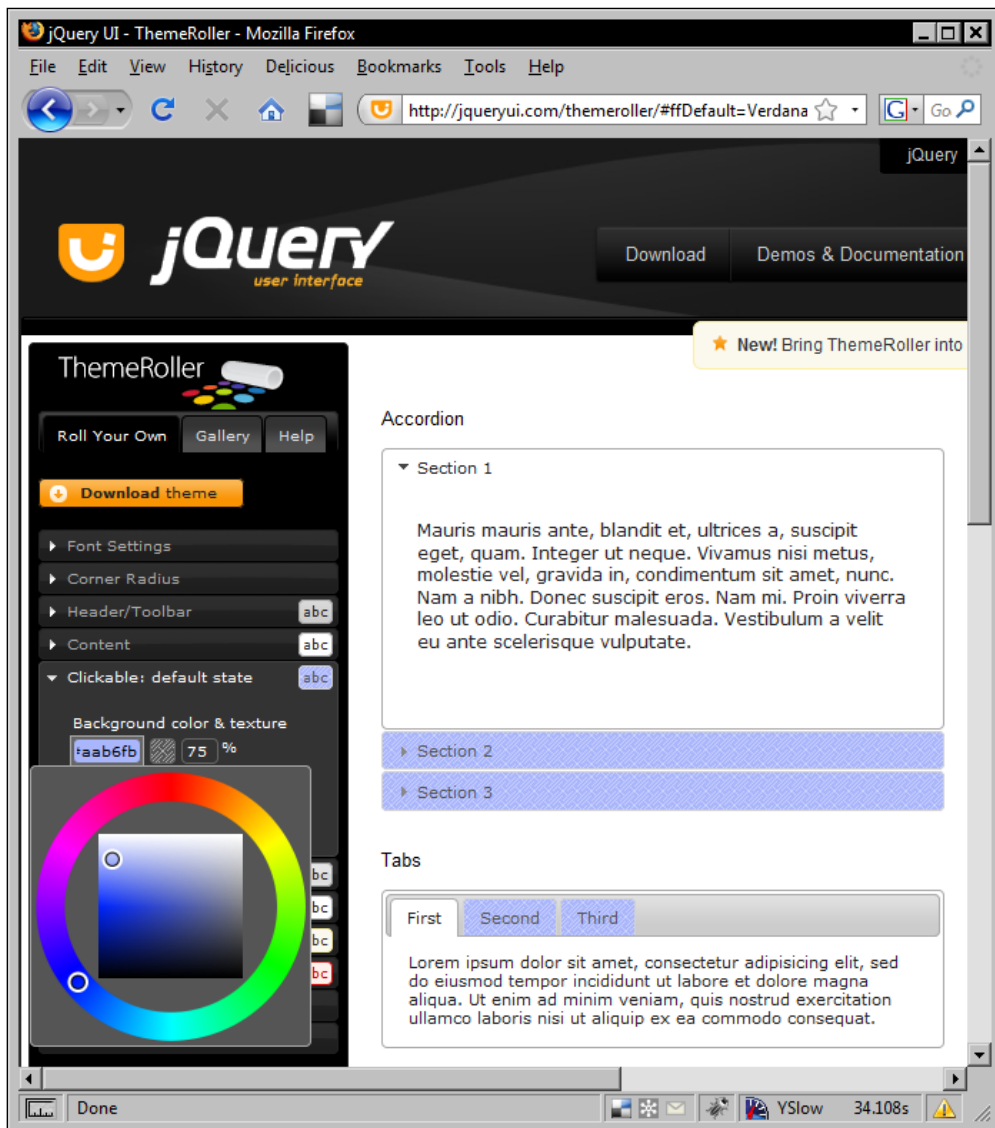 jQuery UI - ThemeRoller - Mozilla Firefox
File Edit View History Delicious Bookmarks Tools Help
http://jqueryui.com/themeroller/#ffDefault=Verdana
G Go
jQuery
jQuery
user interface
Download Demos & Documentation
New! Bring ThemeRoller into
ThemeRoller
Roll Your Own Gallery Help
Download theme
Font Settings
Corner Radius
Header/Toolbar abc
Content abc
Clickable: default state abc
Background color & texture
aab6fb 75 %
bc
bc
bc
bc
Accordion
Section 1
Mauris mauris ante, blandit et, ultrices a, suscipit
eget, quam. Integer ut neque. Vivamus nisi metus,
molestie vel, gravida in, condimentum sit amet, nunc.
Nam a nibh. Donec suscipit eros. Nam mi. Proin viverra
leo ut odio. Curabitur malesuada. Vestibulum a velit
eu ante scelerisque vulputate.
Section 2
Section 3
Tabs
First Second Third
Lorem ipsum dolor sit amet, consectetur adipisicing elit, sed
do eiusmod tempor incididunt ut labore et dolore magna
aliqua. Ut enim ad minim veniam, quis nostrud exercitation
ullamco laboris nisi ut aliquip ex ea commodo consequat.
Done YSlow 34.108s